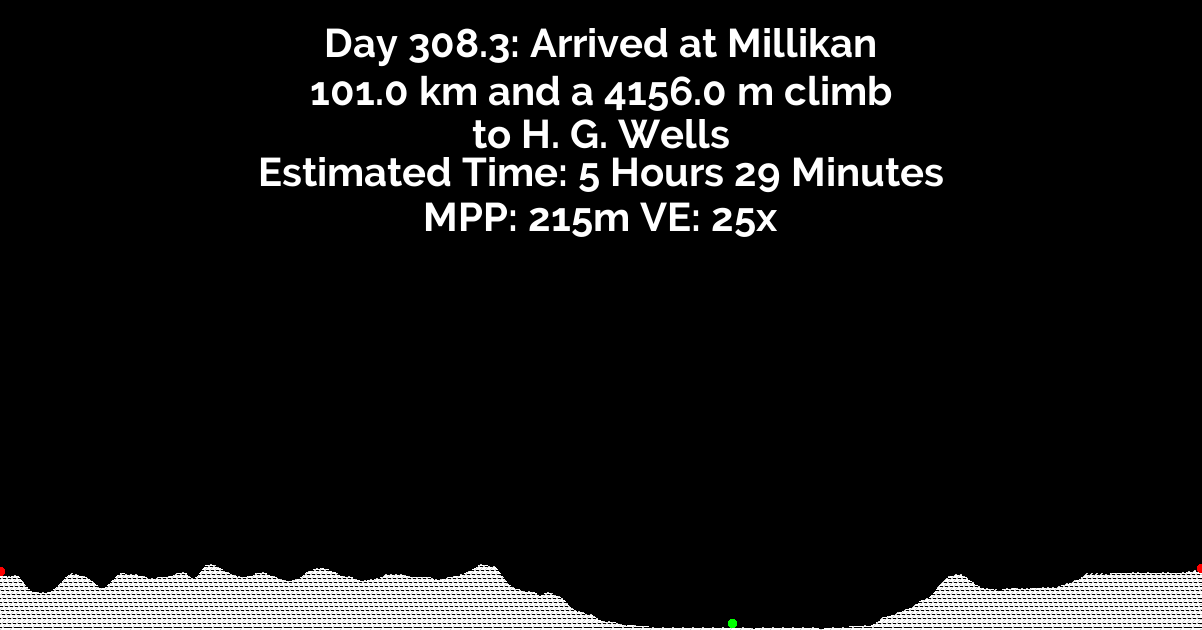 Day 308.3: Arrived at Millikan
101.0 km and a 4156.0 m climb
to H. G. Wells
Estimated Time: 5 Hours 29 Minutes
MPP: 215m VE: 25x